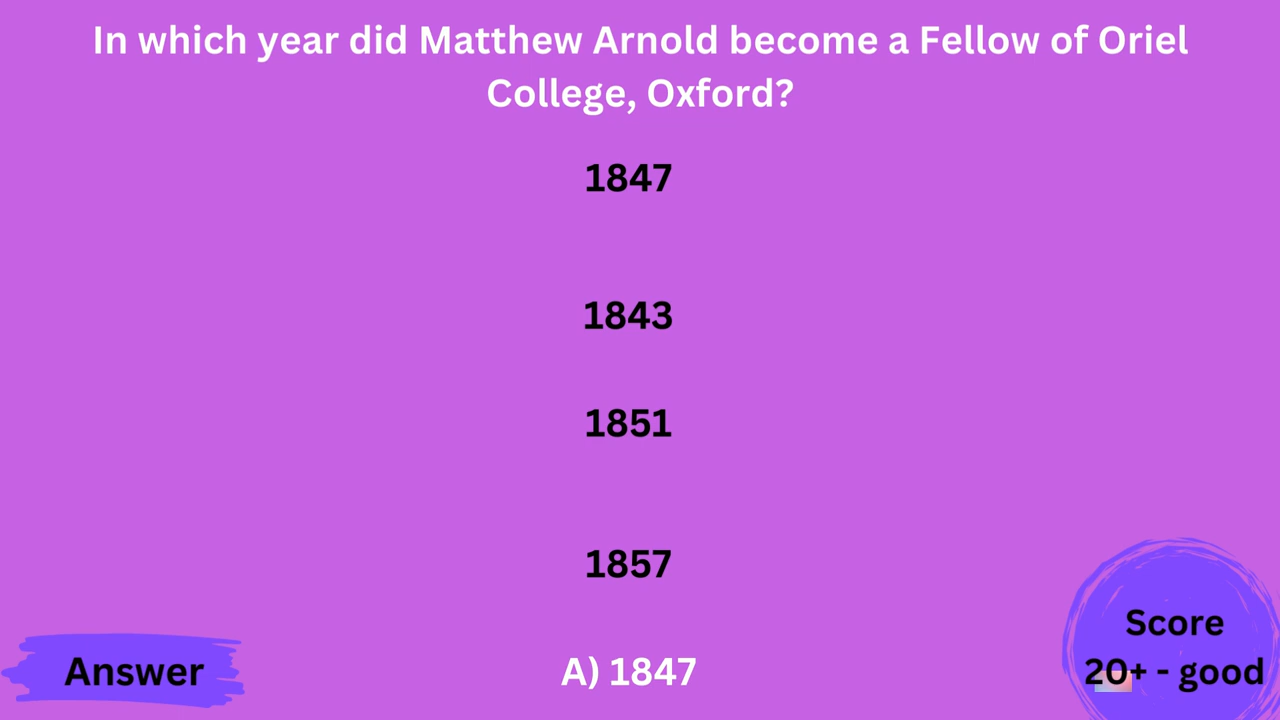 In which year did Matthew Arnold become a Fellow of Oriel
College, Oxford?
1847
1843
1851
1857
Answer
A) 1847
Score
20+ - good